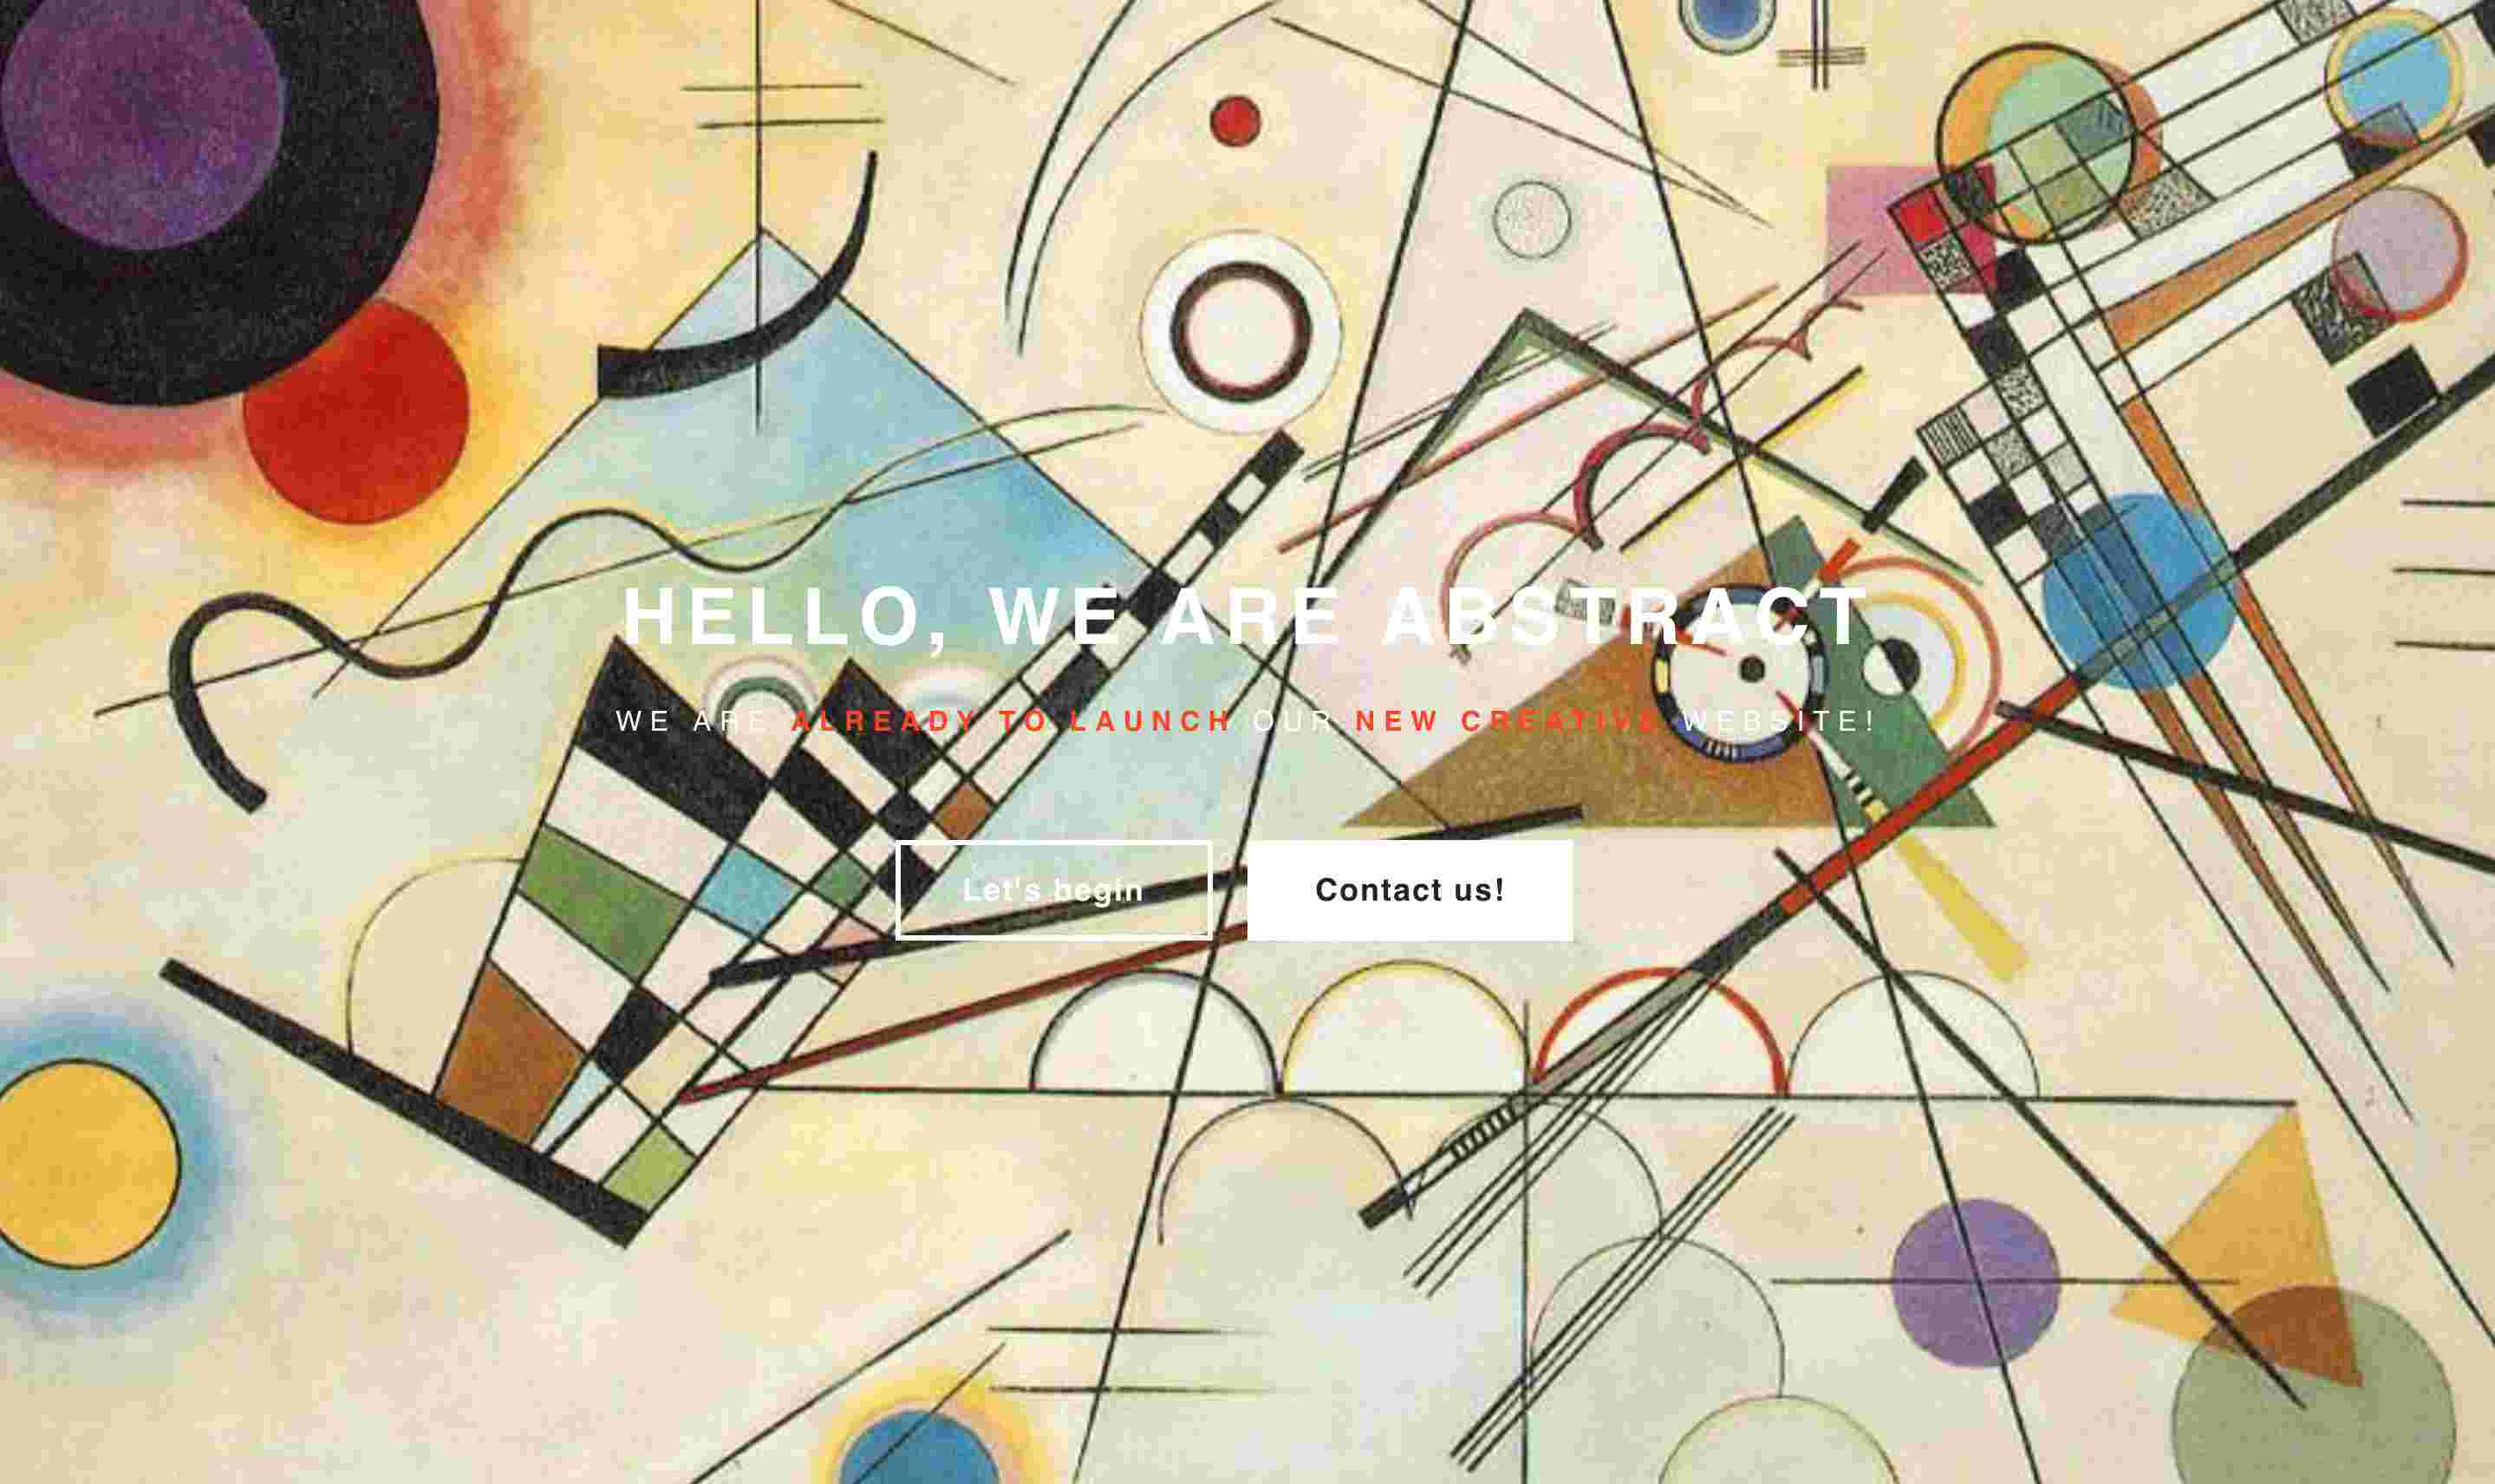 HELLO, WE ARE ABSTRACT
WE ARE ALREADY TO LAUNCH OUR NEW CREATIVE WEBSITE!
Let's begin
Contact us!